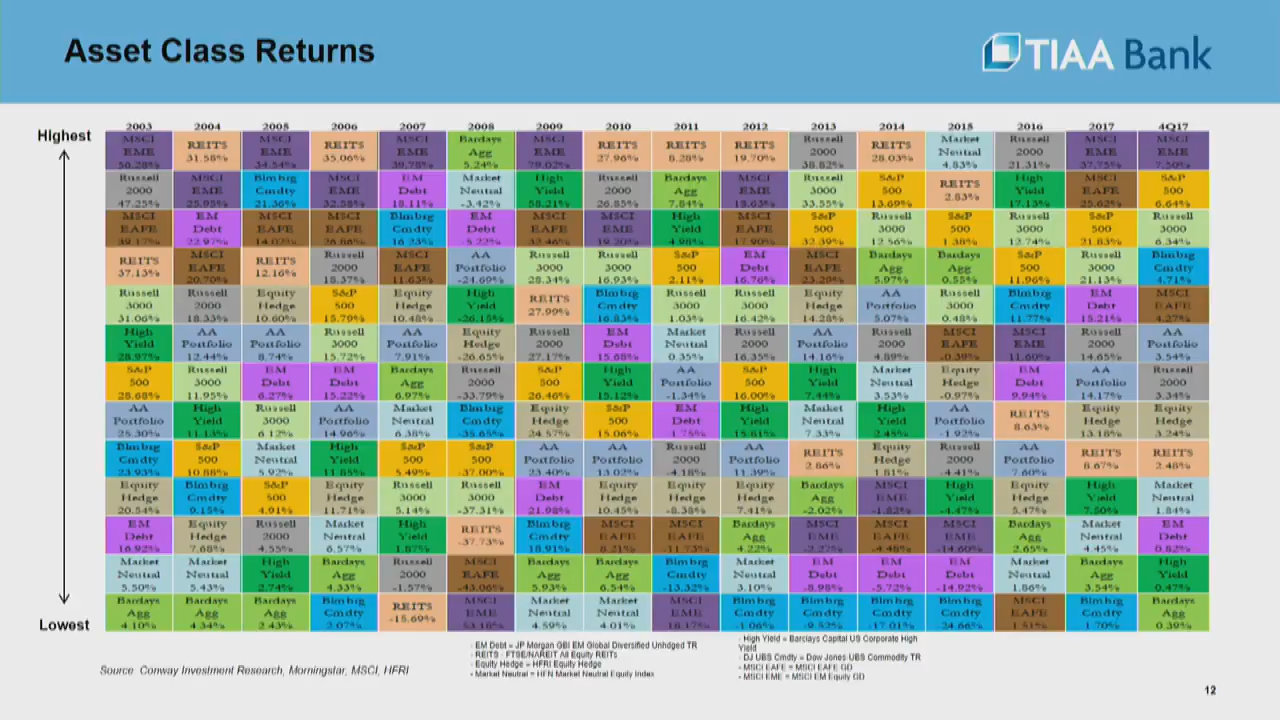 Asset Class Returns
TIAA Bank
Highest
Lowest
2003 2004 2005 2006 2007 2008 2009 2010 2011 2012 2013 2014 2015 2016 2017 4Q17
MSCI EME 56.28% REITS 31.58% MSCI EME 34.54% REITS 35.06% MSCI EME 39.78% Barclays Agg 5.24% MSCI EME 79.02% REITS 27.96% REITS 8.28% REITS 19.70% Russell 2000 38.82% REITS 28.03% Market Neutral 4.83% Russell 2000 21.31% MSCI EME 37.75% MSCI EME 7.50%
Russell 2000 47.25% MSCI EME 25.95% Blmbrg Cmdty 21.36% MSCI EME 32.58% EM Debt 18.11% Market Neutral -3.42% High Yield 58.21% Russell 2000 26.85% Barclays Agg 7.84% MSCI EME 18.63% Russell 3000 33.55% S&P 500 13.69% REITS 2.83% High Yield 17.13% MSCI EAFE 25.62% S&P 500 6.64%
MSCI EAFE 39.17% EM Debt 22.97% MSCI EAFE 14.02% MSCI EAFE 26.86% Blmbrg Cmdty 16.23% EM Debt -5.22% MSCI EAFE 32.46% MSCI EME 19.20% High Yield 4.98% MSCI EAFE 17.90% S&P 500 32.39% Russell 3000 12.56% S&P 500 1.38% Russell 3000 12.74% S&P 500 21.83% Russell 3000 6.34%
REITS 37.13% MSCI EAFE 20.70% REITS 12.16% Russell 2000 18.37% MSCI EAFE 11.63% AA Portfolio -24.69% Russell 3000 28.34% Russell 3000 16.93% S&P 500 2.11% EM Debt 16.76% MSCI EAFE 23.29% Barclays Agg 5.97% Barclays Agg 0.55% S&P 500 11.96% Russell 3000 21.13% Blmbrg Cmdty 4.71%
Russell 3000 31.06% Russell 2000 18.33% Equity Hedge 10.60% S&P 500 15.79% Equity Hedge 10.48% High Yield -26.15% REITS 27.99% Blmbrg Cmdty 16.83% Russell 3000 1.03% Russell 3000 16.42% Equity Hedge 14.28% AA Portfolio 5.07% Russell 3000 0.48% Blmbrg Cmdty 11.77% EM Debt 15.21% MSCI EAFE 4.27%
High Yield 28.97% AA Portfolio 12.44% AA Portfolio 8.74% Russell 3000 15.72% AA Portfolio 7.91% Equity Hedge -26.65% Russell 2000 27.17% EM Debt 15.68% Market Neutral 0.35% Russell 2000 16.35% AA Portfolio 14.16% Russell 2000 4.89% MSCI EAFE -0.39% MSCI EME 11.60% Russell 2000 14.65% AA Portfolio 3.54%
S&P 500 28.68% Russell 3000 11.95% EM Debt 6.27% EM Debt 15.22% Barclays Agg 6.97% Russell 2000 -33.79% S&P 500 26.46% High Yield 15.12% AA Portfolio -1.34% S&P 500 16.00% High Yield 7.44% Market Neutral 3.53% Equity Hedge -0.97% EM Debt 9.94% AA Portfolio 14.17% Russell 2000 3.34%
AA Portfolio 25.30% High Yield 11.13% Russell 3000 6.12% AA Portfolio 14.96% Market Neutral 6.38% Blmbrg Cmdty -35.65% Equity Hedge 24.57% S&P 500 15.06% EM Debt 1.75% High Yield 15.81% Market Neutral 7.33% High Yield 2.45% AA Portfolio -1.92% REITS 8.63% Equity Hedge 13.18% Equity Hedge 3.24%
Blmbrg Cmdty 23.93% S&P 500 10.88% Market Neutral 5.92% High Yield 11.85% S&P 500 5.49% S&P 500 -37.00% AA Portfolio 23.40% AA Portfolio 13.02% Russell 2000 -4.18% AA Portfolio 11.39% REITS 2.86% Equity Hedge 1.81% Russell 2000 -4.41% AA Portfolio 7.60% REITS 8.67% REITS 2.48%
Equity Hedge 20.54% Blmbrg Cmdty 9.15% S&P 500 4.91% Equity Hedge 11.71% Russell 3000 5.14% Russell 3000 -37.31% EM Debt 21.98% Equity Hedge 10.45% Equity Hedge -8.38% Equity Hedge 7.41% Barclays Agg -2.02% MSCI EME -1.82% High Yield -4.47% Equity Hedge 5.47% High Yield 7.50% Market Neutral 1.84%
EM Debt 16.92% Equity Hedge 7.68% Russell 2000 4.55% Market Neutral 6.57% High Yield 1.87% REITS -37.73% Blmbrg Cmdty 18.91% MSCI EAFE 8.21% MSCI EAFE -11.73% Barclays Agg 4.22% MSCI EME -2.27% MSCI EAFE -4.48% MSCI EME -14.60% Barclays Agg 2.65% Market Neutral 4.45% EM Debt 0.82%
Market Neutral 5.50% Market Neutral 5.43% High Yield 2.74% Barclays Agg 4.33% Russell 2000 -1.57% MSCI EAFE -43.06% Barclays Agg 5.93% Barclays Agg 6.54% Blmbrg Cmdty -13.32% Market Neutral 3.10% EM Debt -8.98% EM Debt -5.72% EM Debt -14.92% Market Neutral 1.86% Barclays Agg 3.54% High Yield 0.47%
Barclays Agg 4.10% Barclays Agg 4.34% Barclays Agg 2.43% Blmbrg Cmdty 2.07% REITS -15.69% MSCI EME 53.18% Market Neutral 4.59% Market Neutral 4.01% MSCI EME 18.17% Blmbrg Cmdty -1.06% Blmbrg Cmdty -9.52% Blmbrg Cmdty -17.01% Blmbrg Cmdty 24.66% MSCI EAFE 1.51% Blmbrg Cmdty 1.70% Barclays Agg 0.39%
· EM Debt = JP Morgan GBI EM Global Diversified Unhdged TR
· REITS FTSE/NAREIT All Equity REITs
· Equity Hedge = HFRI Equity Hedge
· Market Neutral = HFN Market Neutral Equity Index
· High Yield = Barclays Capital US Corporate High
Yield
· DJ UBS Cmdty = Dow Jones UBS Commodity TR
· MSCI EAFE = MSCI EAFE GD
· MSCI EME = MSCI EM Equity GD
Source Conway Investment Research, Morningstar, MSCI, HFRI
12